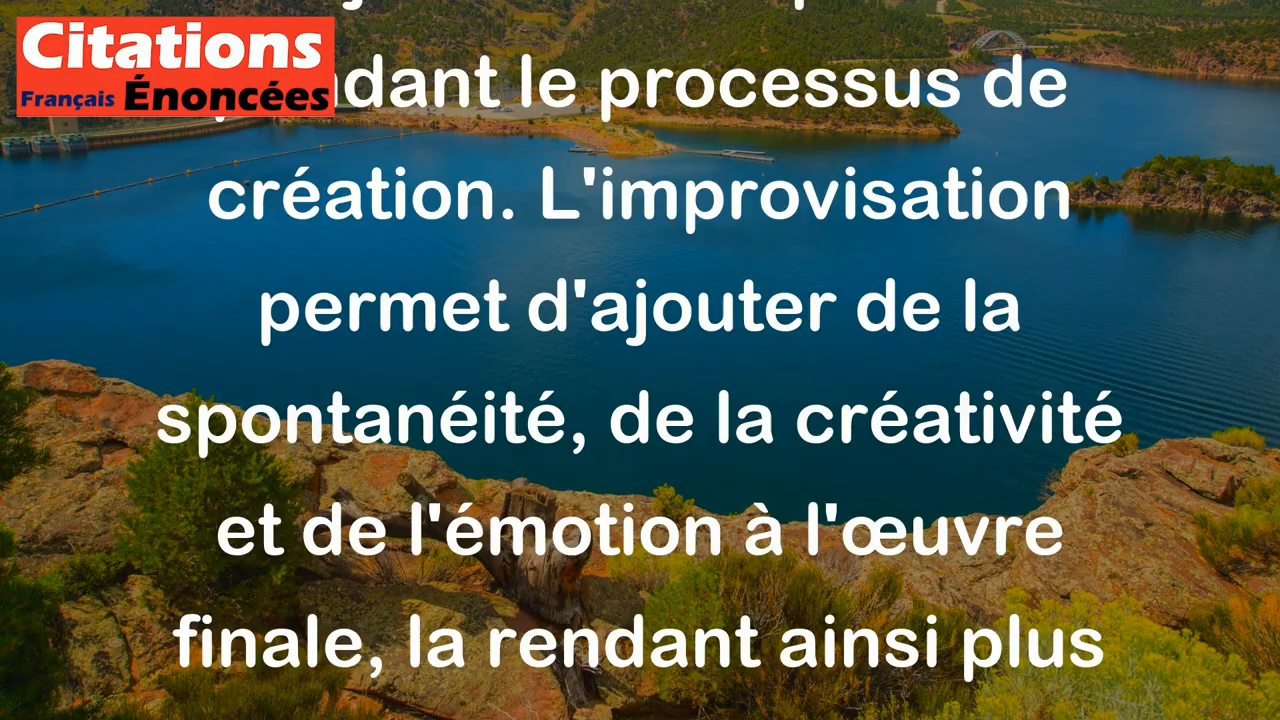 Citations
Français Énoncées
dant le processus de
création. L'improvisation
permet d'ajouter de la
spontanéité, de la créativité
et de l'émotion à l'œuvre
finale, la rendant ainsi plus